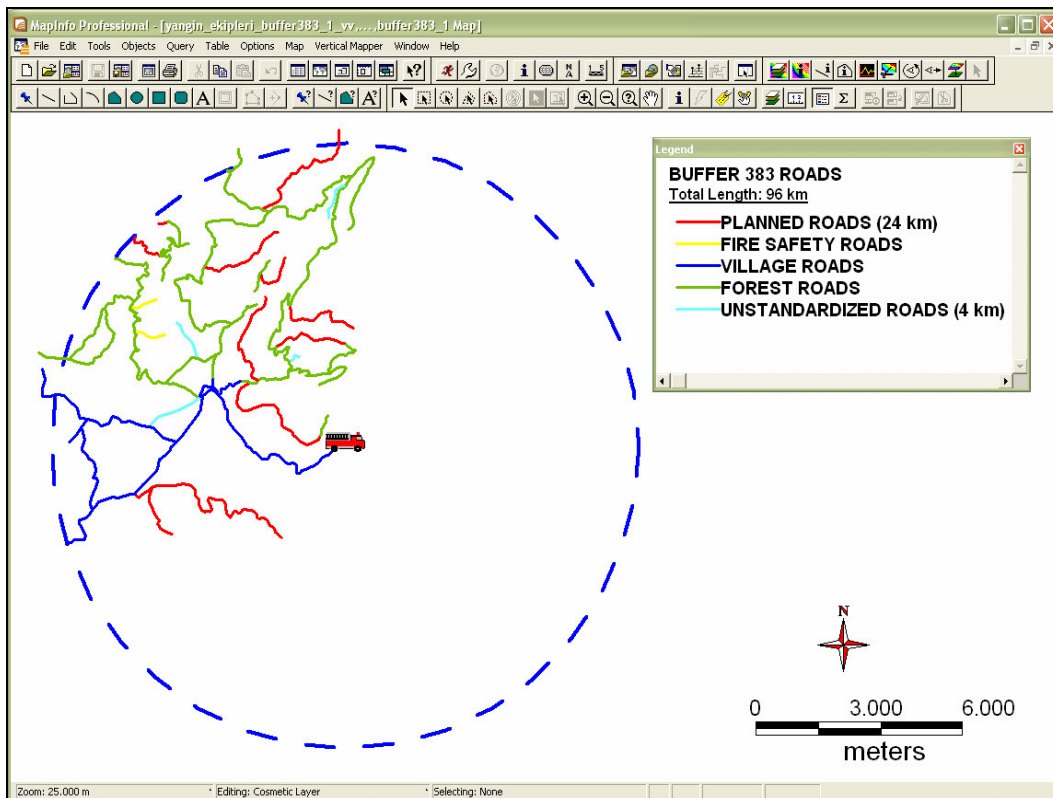 MapInfo Professional - [yangin_ekipleri_buffer383_1_vv,...,buffer383_1 Map]
File Edit Tools Objects Query Table Options Map Vertical Mapper Window Help
Legend
BUFFER 383 ROADS
Total Length: 96 km
PLANNED ROADS (24 km)
FIRE SAFETY ROADS
VILLAGE ROADS
FOREST ROADS
UNSTANDARDIZED ROADS (4 km)
N
0 3.000 6.000
meters
Zoom: 25.000 m Editing: Cosmetic Layer Selecting: None